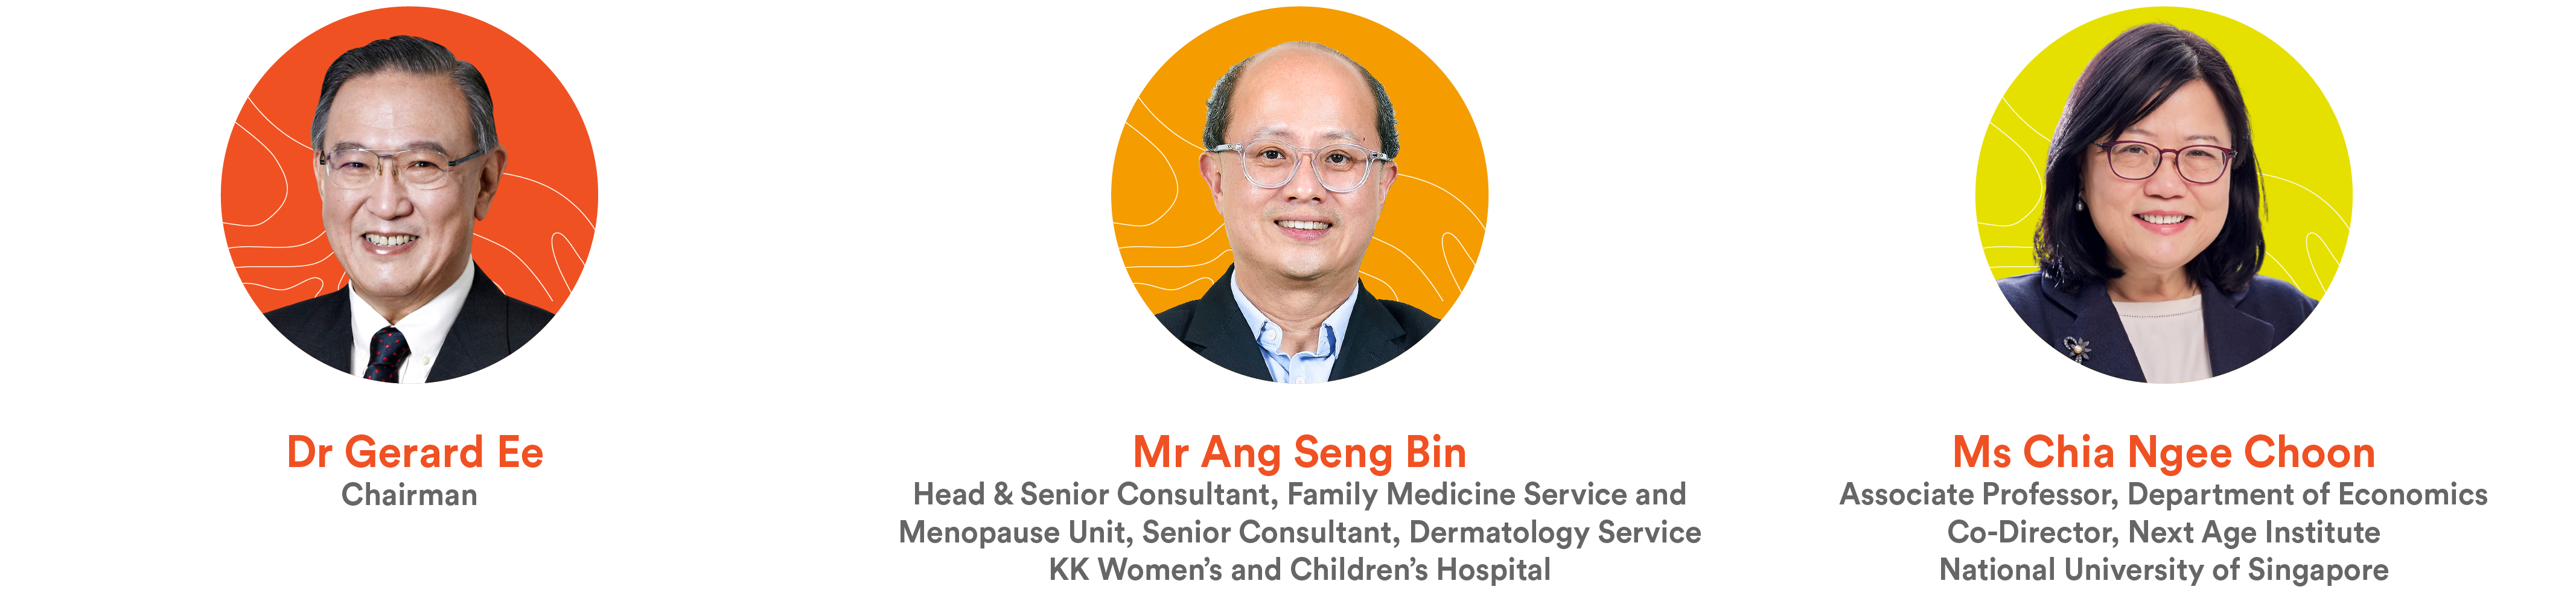 Dr Gerard Ee
Chairman
Mr Ang Seng Bin
Head & Senior Consultant, Family Medicine Service and
Menopause Unit, Senior Consultant, Dermatology Service
KK Women’s and Children’s Hospital
Ms Chia Ngee Choon
Associate Professor, Department of Economics
Co-Director, Next Age Institute
National University of Singapore